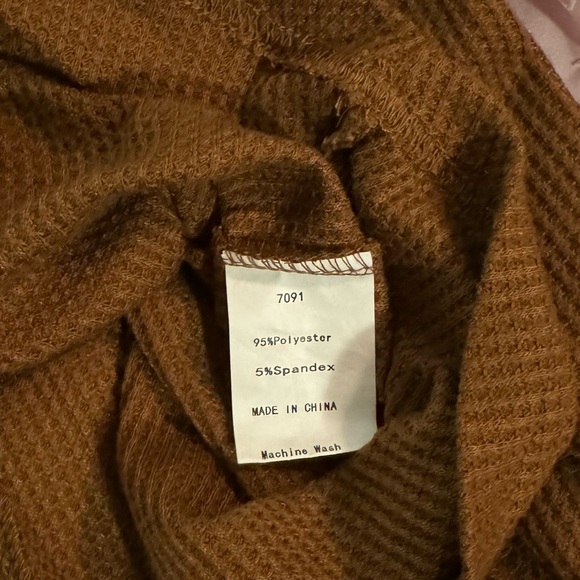 7091
95%Polyester
5%Spandex
MADE IN CHINA
Machine Wash